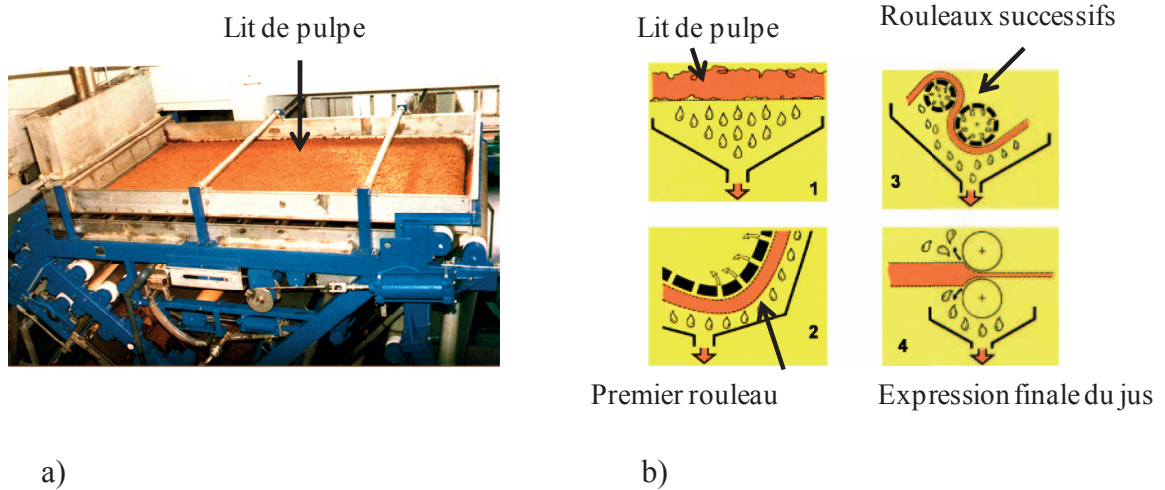 Lit de pulpe
Lit de pulpe
Rouleaux successifs
1
3
2
4
Premier rouleau
Expression finale du jus
a)
b)